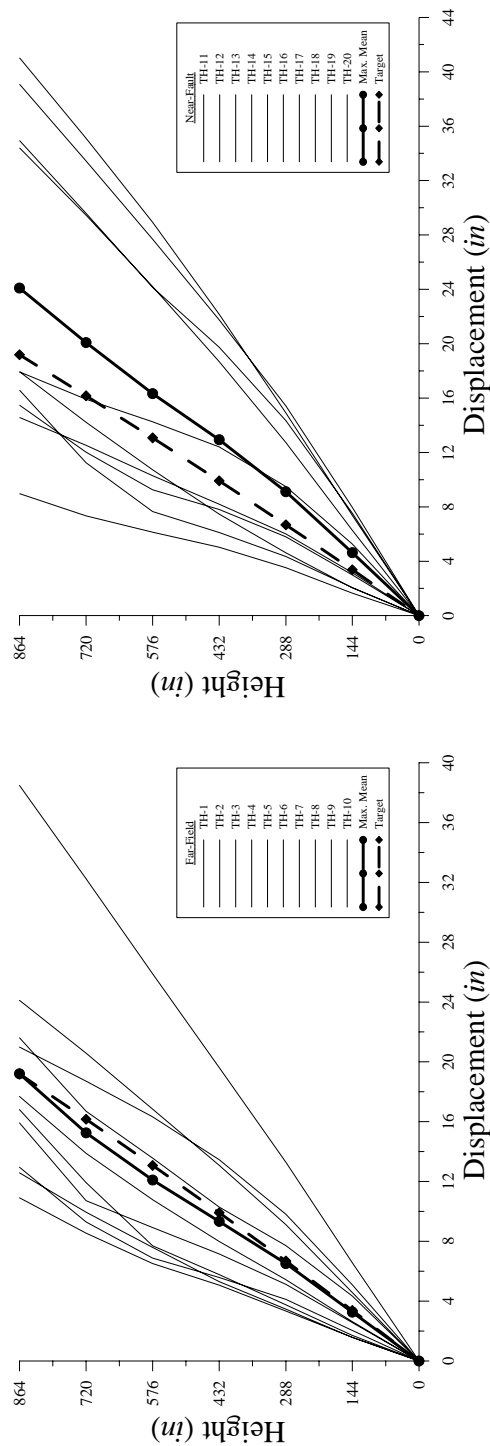 864
720
576
432
288
144
0
Height (in)
Far-Field
TH-1
TH-2
TH-3
TH-4
TH-5
TH-6
TH-7
TH-8
TH-9
TH-10
Max. Mean
Target
0
4
8
12
16
20
24
28
32
36
40
Displacement (in)
864
720
576
432
288
144
0
Height (in)
Near-Fault
TH-11
TH-12
TH-13
TH-14
TH-15
TH-16
TH-17
TH-18
TH-19
TH-20
Max. Mean
Target
0
4
8
12
16
20
24
28
32
36
40
44
Displacement (in)